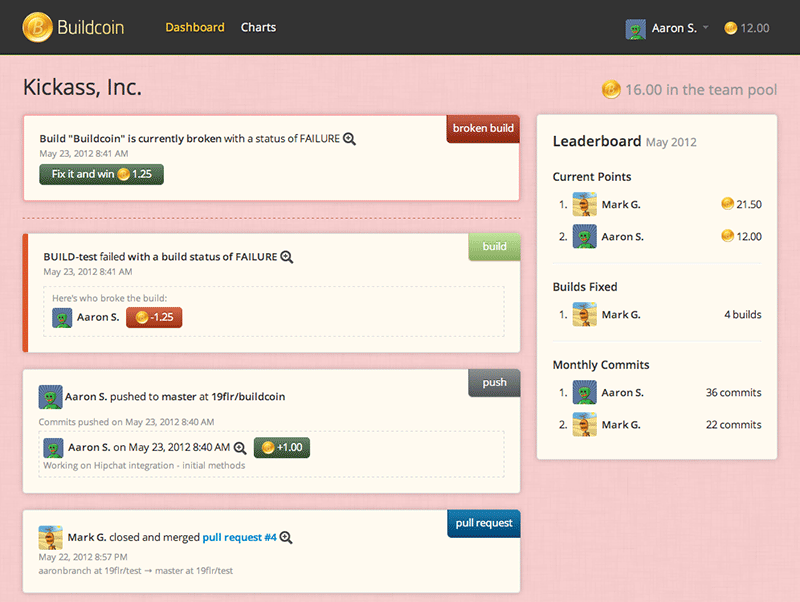 Buildcoin Dashboard Charts Aaron S. 12.00
Kickass, Inc.
16.00 in the team pool
broken build
Build "Buildcoin" is currently broken with a status of FAILURE
May 23, 2012 8:41 AM
Fix it and win 1.25
build
BUILD-test failed with a build status of FAILURE
May 23, 2012 8:41 AM
Here's who broke the build:
Aaron S. -1.25
push
Aaron S. pushed to master at 19flr/buildcoin
Commits pushed on May 23, 2012 8:40 AM
Aaron S. on May 23, 2012 8:40 AM +1.00
Working on Hipchat integration - initial methods
pull request
Mark G. closed and merged pull request #4
May 22, 2012 8:57 PM
aaronbranch at 19flr/test → master at 19flr/test
Leaderboard May 2012
Current Points
1. Mark G. 21.50
2. Aaron S. 12.00
Builds Fixed
1. Mark G. 4 builds
Monthly Commits
1. Aaron S. 36 commits
2. Mark G. 22 commits